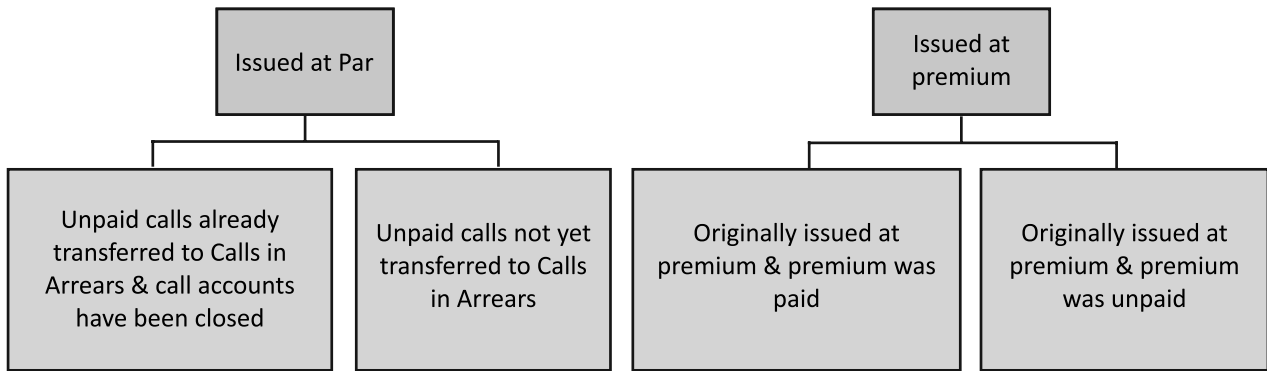 Issued at Par
Issued at
premium
Unpaid calls already
transferred to Calls in
Arrears & call accounts
have been closed
Unpaid calls not yet
transferred to Calls
in Arrears
Originally issued at
premium & premium was
paid
Originally issued at
premium & premium
was unpaid